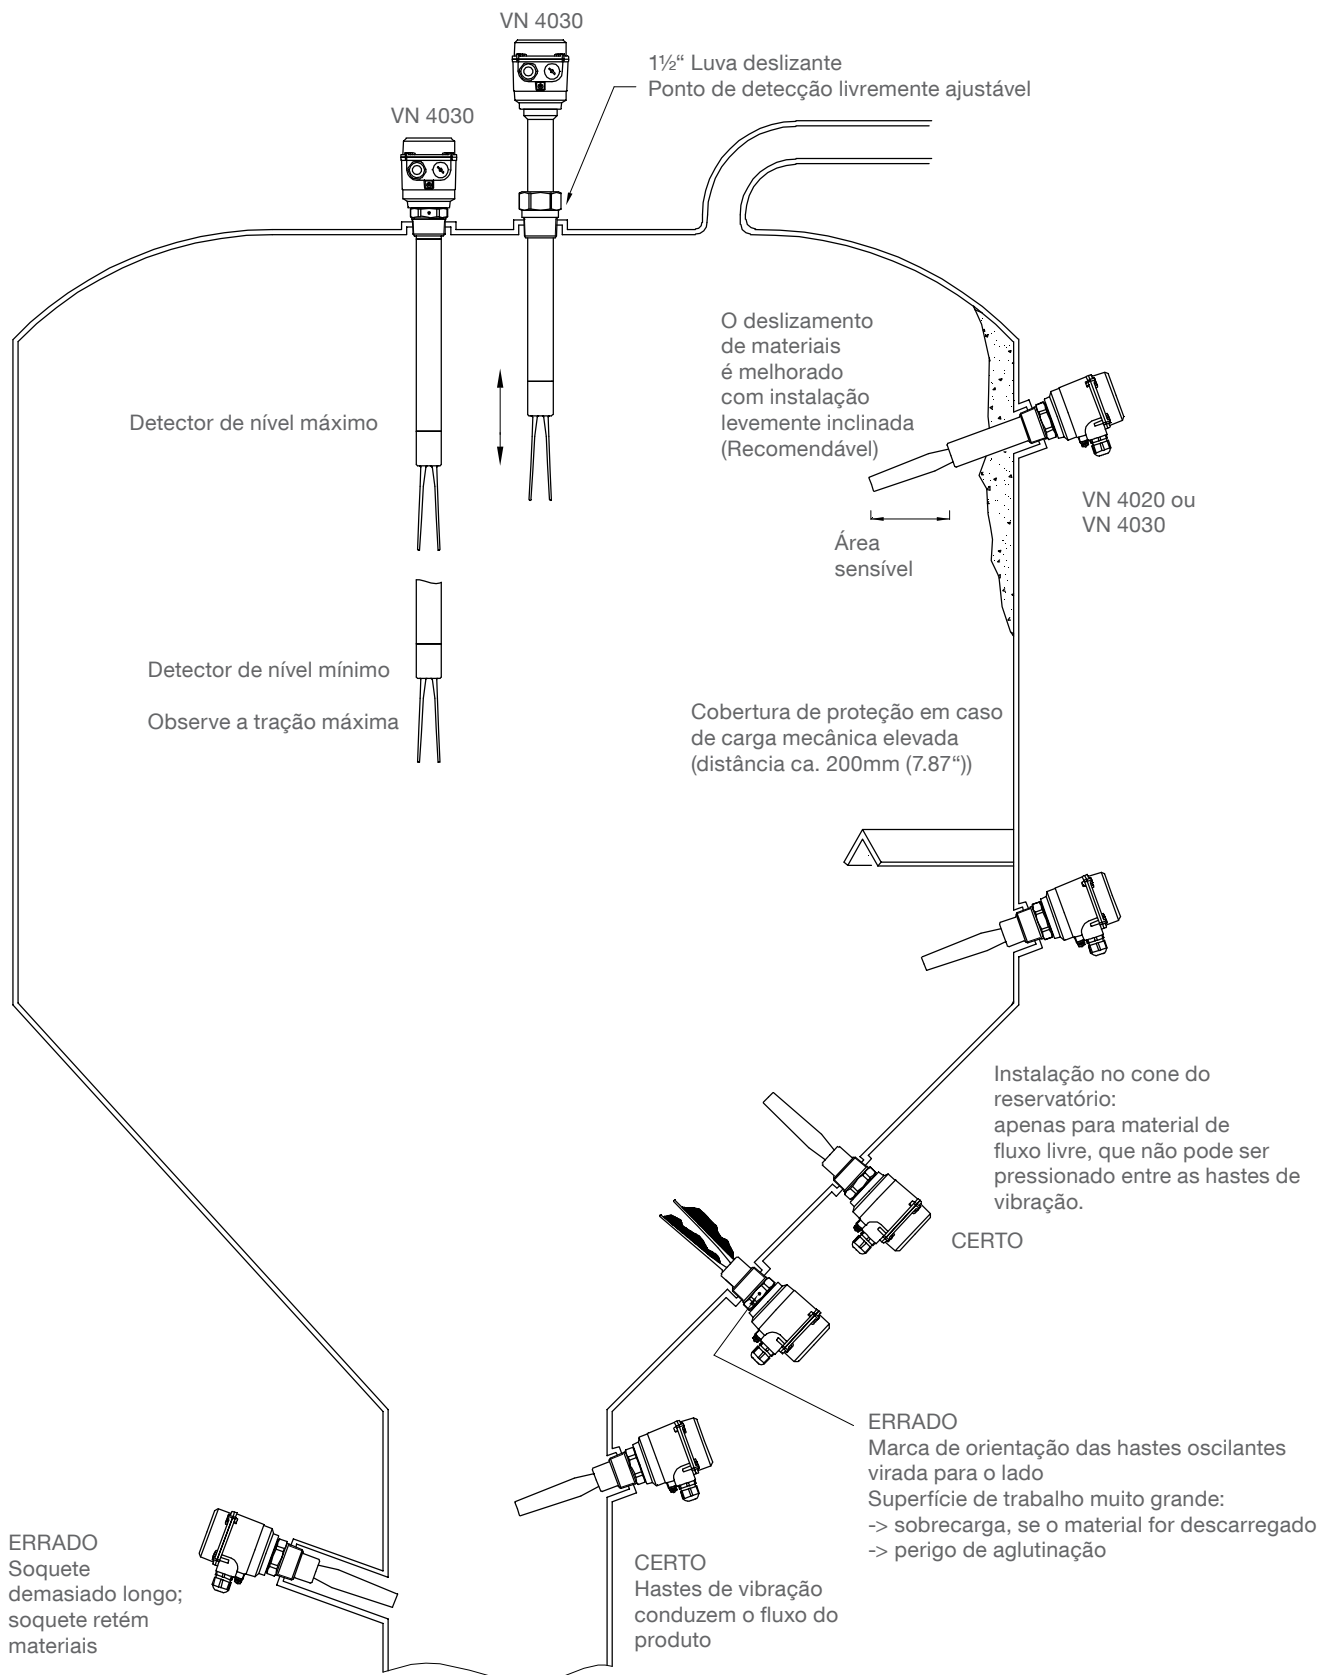 VN 4030
1½“ Luva deslizante
Ponto de detecção livremente ajustável
VN 4030
O deslizamento
de materiais
é melhorado
com instalação
levemente inclinada
(Recomendável)
Detector de nível máximo
VN 4020 ou
VN 4030
Área
sensível
Detector de nível mínimo
Observe a tração máxima
Cobertura de proteção em caso
de carga mecânica elevada
(distância ca. 200mm (7.87“))
Instalação no cone do
reservatório:
apenas para material de
fluxo livre, que não pode ser
pressionado entre as hastes de
vibração.
CERTO
ERRADO
Marca de orientação das hastes oscilantes
virada para o lado
Superfície de trabalho muito grande:
-> sobrecarga, se o material for descarregado
-> perigo de aglutinação
ERRADO
Soquete
demasiado longo;
soquete retém
materiais
CERTO
Hastes de vibração
conduzem o fluxo do
produto